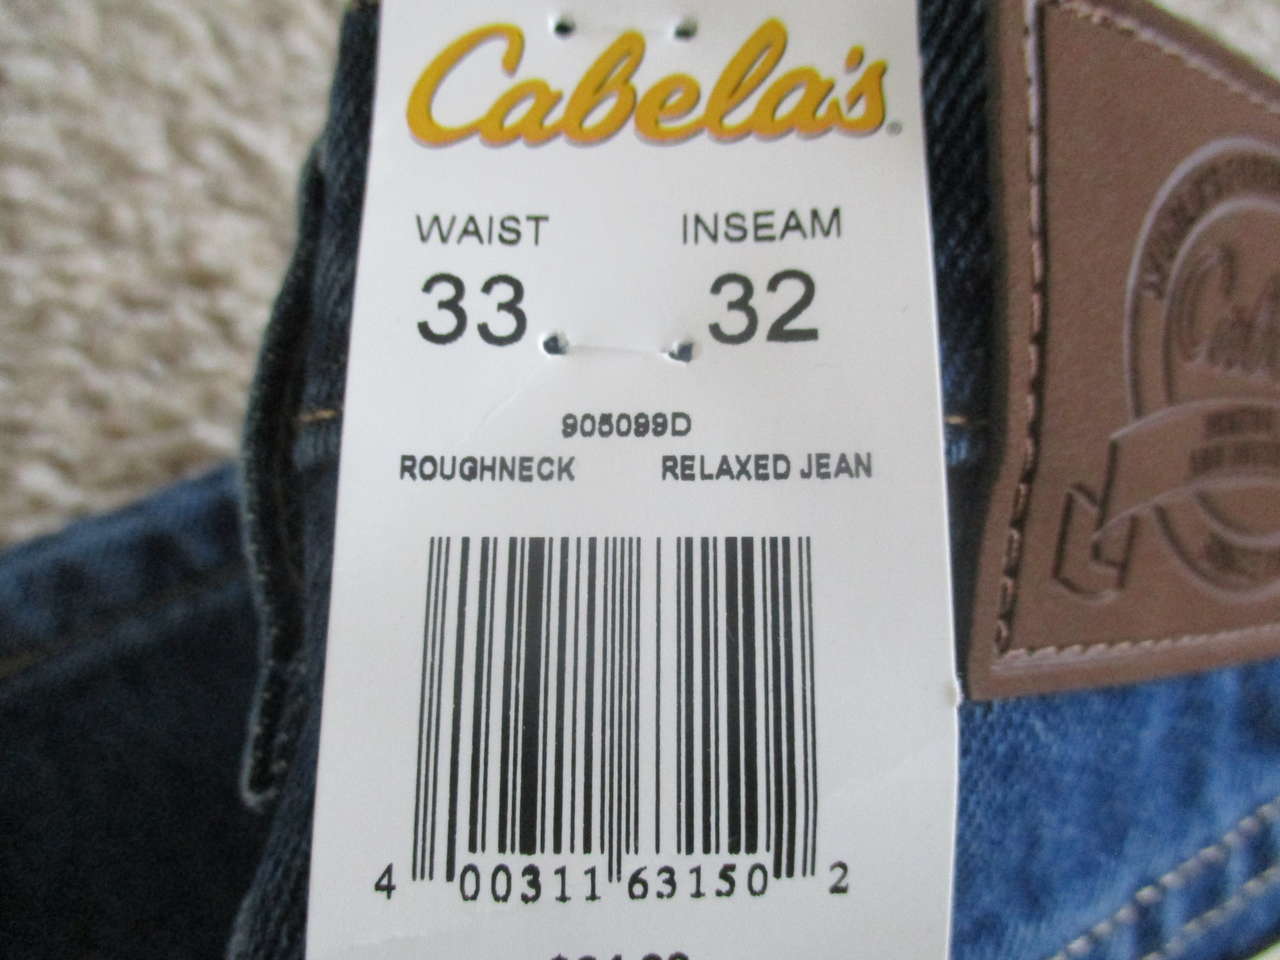 Cabela's®
WAIST INSEAM
33 32
905099D
ROUGHNECK RELAXED JEAN
4 00311 63150 2